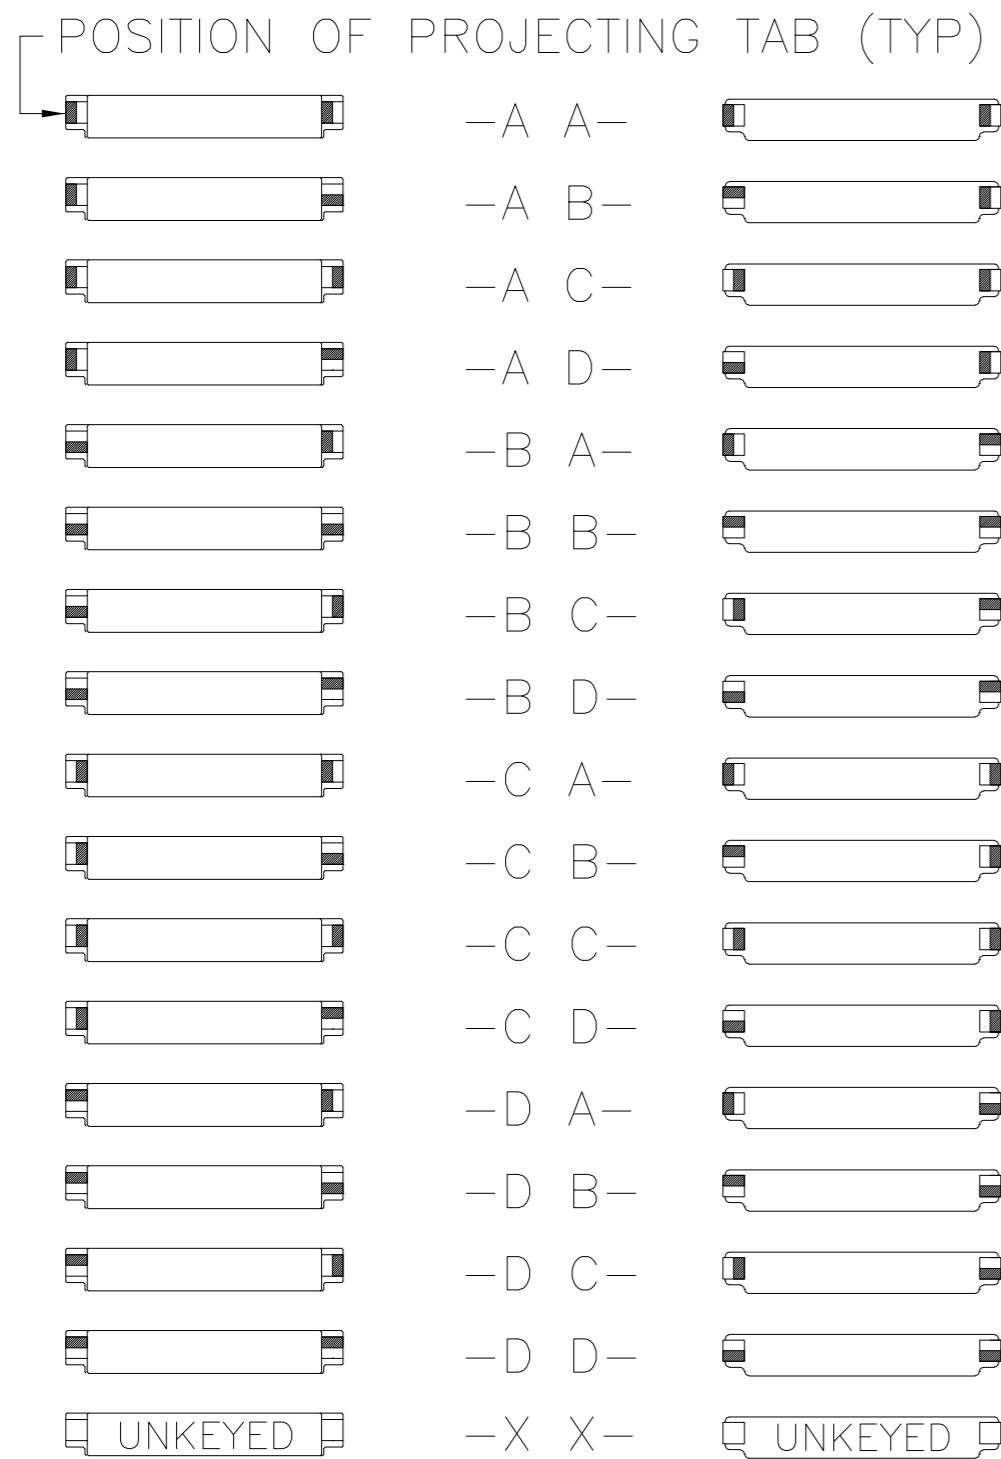 POSITION OF PROJECTING TAB (TYP)
—A A—
—A B—
—A C—
—A D—
—B A—
—B B—
—B C—
—B D—
—C A—
—C B—
—C C—
—C D—
—D A—
—D B—
—D C—
—D D—
UNKEYED —X X— UNKEYED